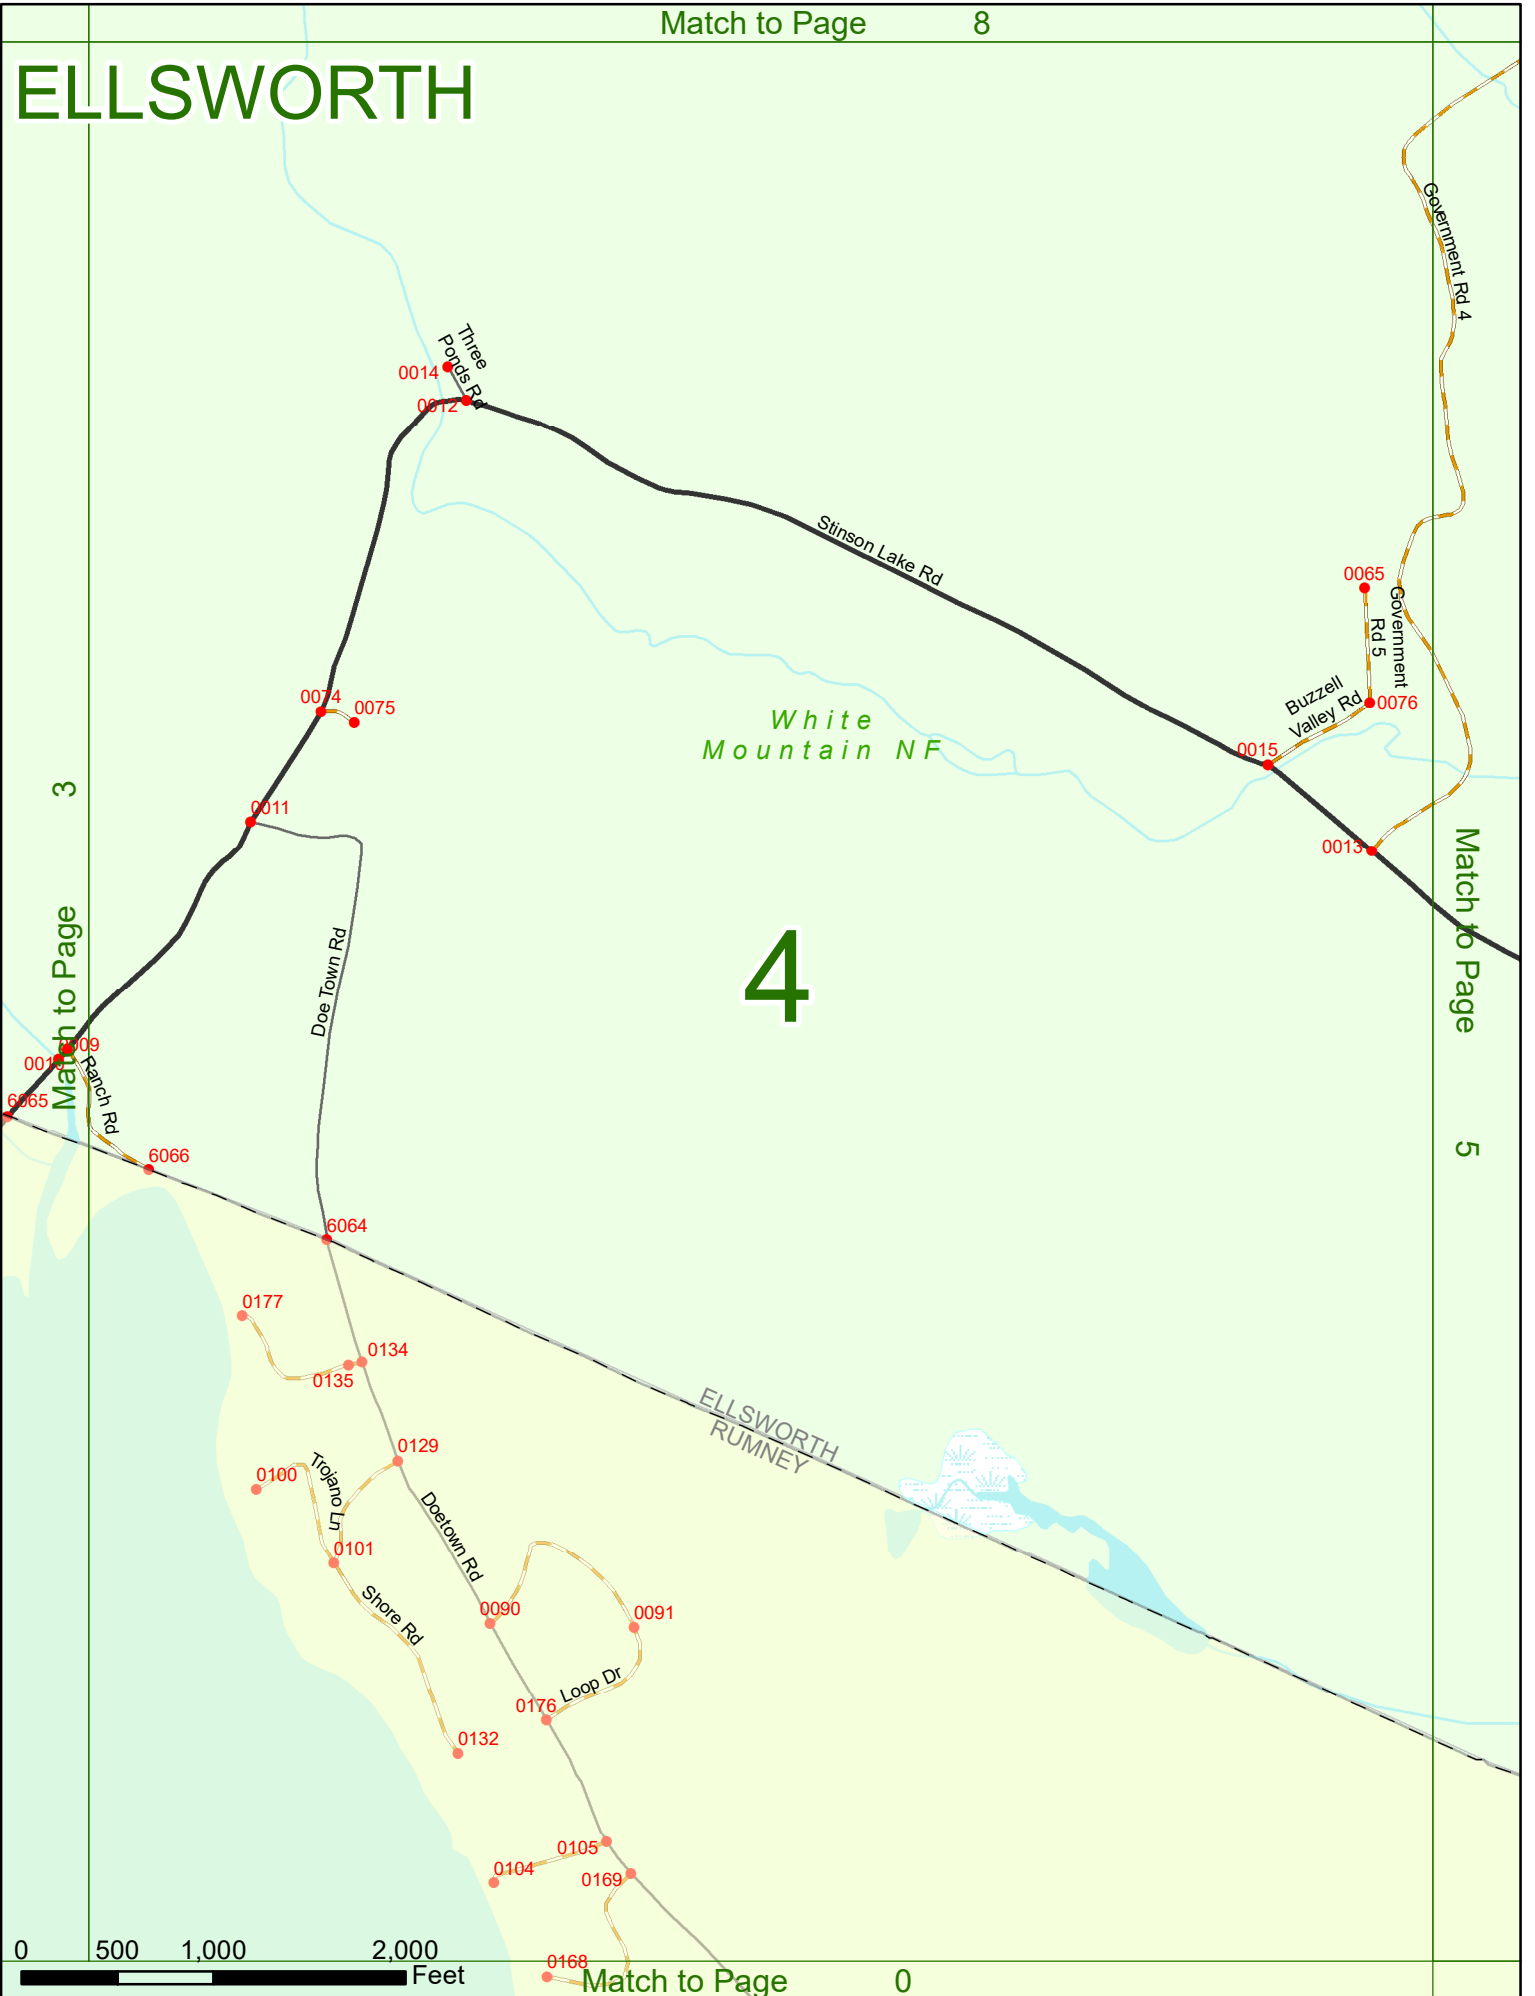 Match to Page 8
ELLSWORTH
Government Rd 4
Three
Ponds Rd
0014
0012
Stinson Lake Rd
0065
Government
Rd 5
0074
0075
Buzzell
Valley Rd
0076
White
Mountain NF
0015
0011
0013
Match to Page 3
Match to Page 5
Doe Town Rd
4
0009
0010
Ranch Rd
6065
6066
6064
0177
0134
0135
ELLSWORTH
RUMNEY
0129
0100
Trojano Ln
Doetown Rd
0101
Shore Rd
0090
0091
Loop Dr
0176
0132
0105
0104
0169
0168
0 500 1,000 2,000
Feet
Match to Page 0